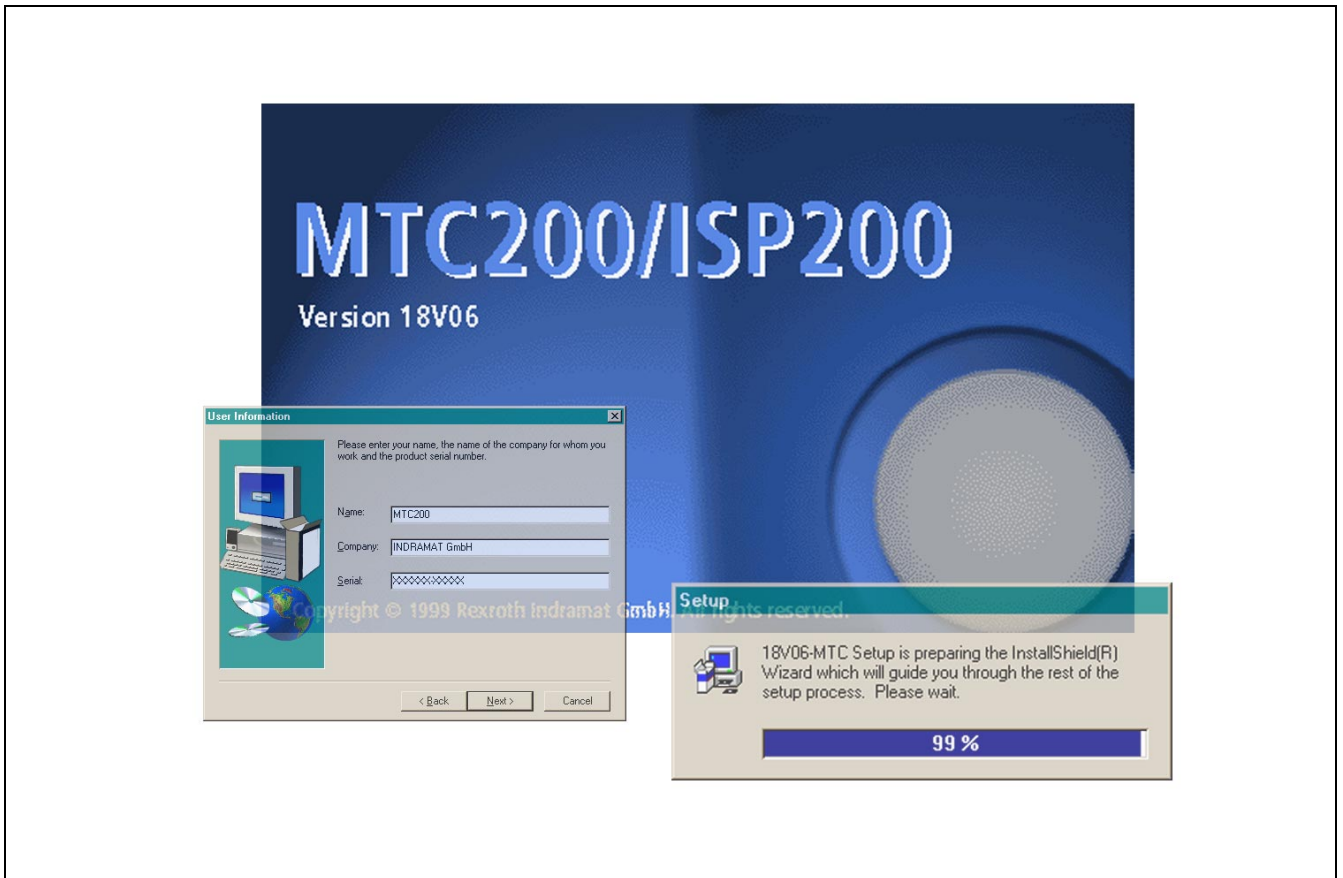 MTC200/ISP200
Version 18V06
User Information
Please enter your name, the name of the company for whom you
work and the product serial number.
Name:
MTC200
Company:
INDRAMAT GmbH
Serial:
< Back
Next >
Cancel
Copyright © 1999 Rexroth Indramat GmbH. All rights reserved.
Setup
18V06-MTC Setup is preparing the InstallShield(R)
Wizard which will guide you through the rest of the
setup process. Please wait.
99 %